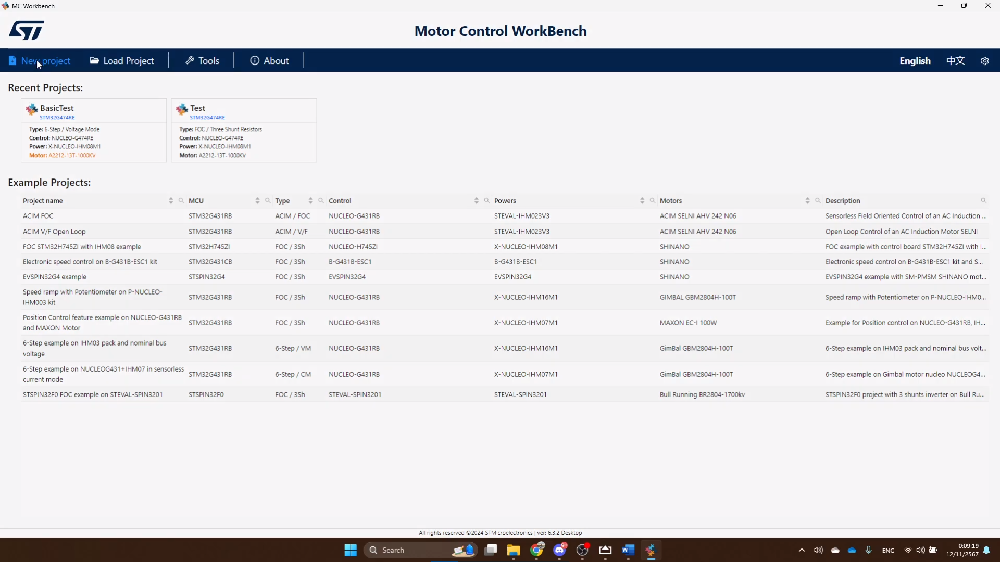 MC Workbench
ST
Motor Control WorkBench
New project
Load Project
Tools
About
English
中文
Recent Projects:
BasicTest
STM32G474RE
Type: 6-Step / Voltage Mode
Control: NUCLEO-G474RE
Power: X-NUCLEO-IHM08M1
Motor: A2212-13T-1000KV
Test
STM32G474RE
Type: FOC / Three Shunt Resistors
Control: NUCLEO-G474RE
Power: X-NUCLEO-IHM08M1
Motor: A2212-13T-1000KV
Example Projects:
Project name MCU Type Control Powers Motors Description
ACIM FOC STM32G431RB ACIM / FOC NUCLEO-G431RB STEVAL-IHM023V3 ACIM SELNI AHV 242 N06 Sensorless Field Oriented Control of an AC Induction ...
ACIM V/F Open Loop STM32G431RB ACIM / V/F NUCLEO-G431RB STEVAL-IHM023V3 ACIM SELNI AHV 242 N06 Open Loop Control of an AC Induction Motor SELNI
FOC STM32H745ZI with IHM08 example STM32H745ZI FOC / 3Sh NUCLEO-H745ZI X-NUCLEO-IHM08M1 SHINANO FOC example with control board STM32H745ZI with I...
Electronic speed control on B-G431B-ESC1 kit STM32G431CB FOC / 3Sh B-G431B-ESC1 B-G431B-ESC1 SHINANO Electronic speed control on B-G431B-ESC1 kit and S...
EVSPIN32G4 example STSPIN32G4 FOC / 3Sh EVSPIN32G4 EVSPIN32G4 SHINANO EVSPIN32G4 example with SM-PMSM SHINANO mot...
Speed ramp with Potentiometer on P-NUCLEO-
IHM003 kit
STM32G431RB FOC / 3Sh NUCLEO-G431RB X-NUCLEO-IHM16M1 GIMBAL GBM2804H-100T Speed ramp with Potentiometer on P-NUCLEO-IHM0...
Position Control feature example on NUCLEO-G431RB
and MAXON Motor
STM32G431RB FOC / 3Sh NUCLEO-G431RB X-NUCLEO-IHM07M1 MAXON EC-I 100W Example for Position control on NUCLEO-G431RB, IH...
6-Step example on IHM03 pack and nominal bus
voltage
STM32G431RB 6-Step / VM NUCLEO-G431RB X-NUCLEO-IHM16M1 GimBal GBM2804H-100T 6-Step example on IHM03 pack and nominal bus volt...
6-Step example on NUCLEOG431+IHM07 in sensorless
current mode
STM32G431RB 6-Step / CM NUCLEO-G431RB X-NUCLEO-IHM07M1 GimBal GBM2804H-100T 6-Step example on Gimbal motor nucleo NUCLEOG4...
STSPIN32F0 FOC example on STEVAL-SPIN3201 STSPIN32F0 FOC / 3Sh STEVAL-SPIN3201 STEVAL-SPIN3201 Bull Running BR2804-1700kv STSPIN32F0 project with 3 shunts inverter on Bull Ru...
All rights reserved ©2024 STMicroelectronics | ver: 6.3.2 Desktop
Search
9+
W
ENG
0:09:19
12/11/2567